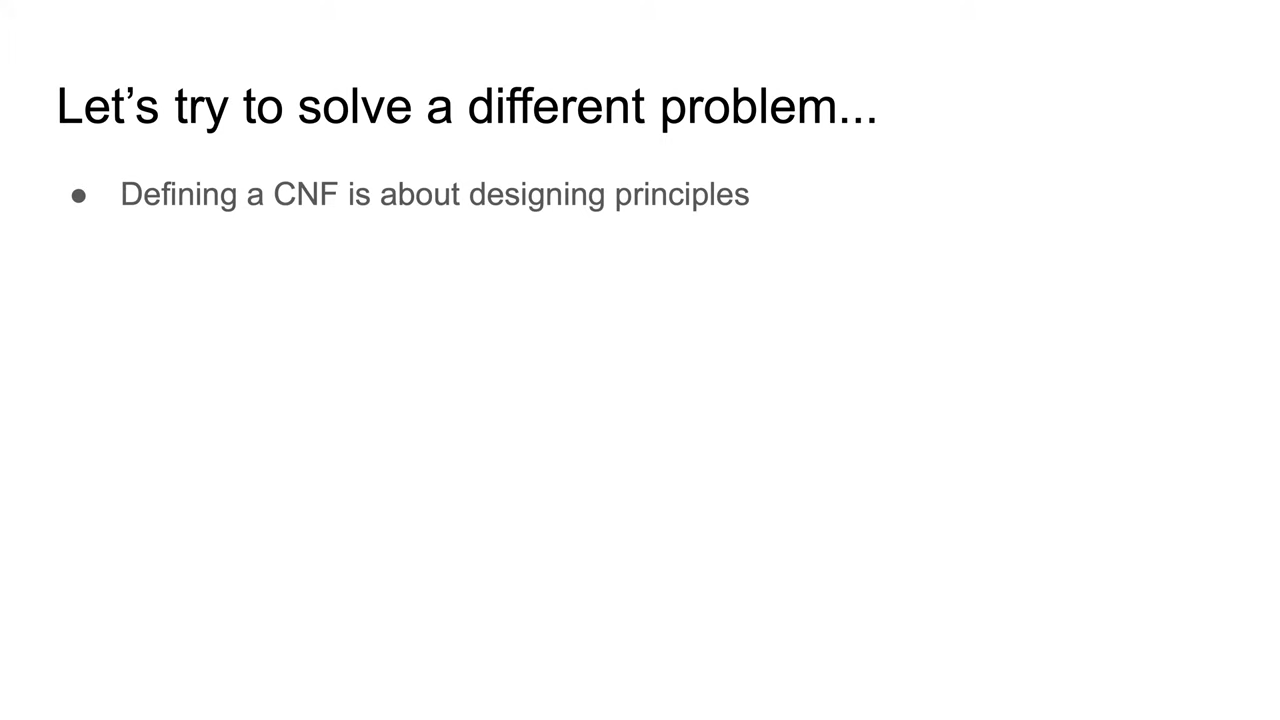 Let’s try to solve a different problem...
● Defining a CNF is about designing principles